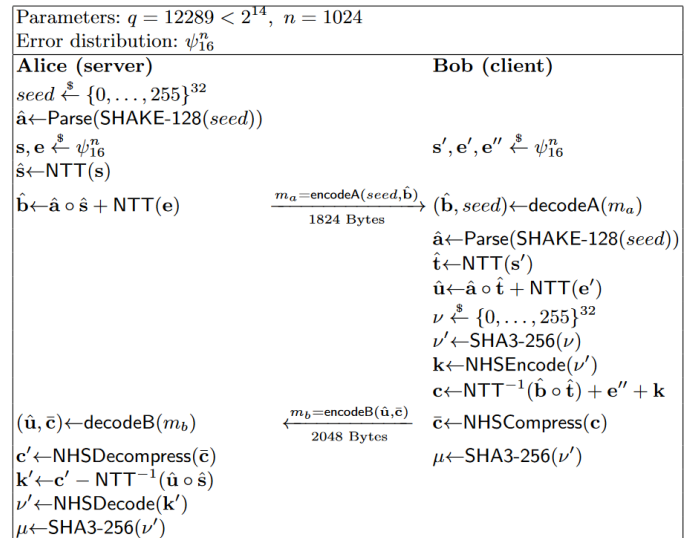 Parameters: q = 12289 < 2^14, n = 1024
Error distribution: ψ_16^n
Alice (server) Bob (client)
seed ←$ {0, . . . , 255}^32
â←Parse(SHAKE-128(seed))
s, e ←$ ψ_16^n s′, e′, e″ ←$ ψ_16^n
ŝ←NTT(s)
b̂←â ∘ ŝ + NTT(e) m_a=encodeA(seed,b̂) (b̂, seed)←decodeA(m_a)
1824 Bytes
â←Parse(SHAKE-128(seed))
t̂←NTT(s′)
û←â ∘ t̂ + NTT(e′)
ν ←$ {0, . . . , 255}^32
ν′←SHA3-256(ν)
k←NHSEncode(ν′)
c←NTT^−1(b̂ ∘ t̂) + e″ + k
(û, c̄)←decodeB(m_b) m_b=encodeB(û,c̄) c̄←NHSCompress(c)
2048 Bytes
c′←NHSDecompress(c̄) μ←SHA3-256(ν′)
k′←c′ − NTT^−1(û ∘ ŝ)
ν′←NHSDecode(k′)
μ←SHA3-256(ν′)